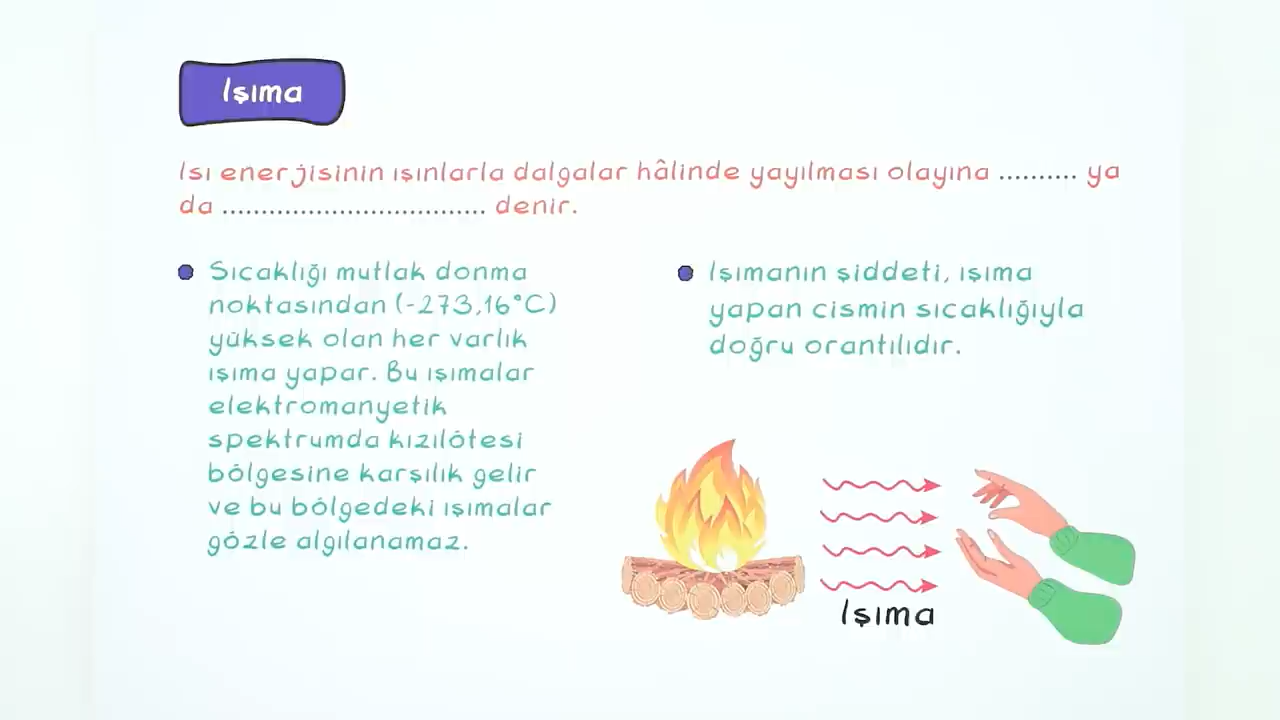 Işıma
Isı enerjisinin ışınlarla dalgalar hâlinde yayılması olayına .......... ya
da .................................. denir.
Sıcaklığı mutlak donma
noktasından (-273,16°C)
yüksek olan her varlık
ışıma yapar. Bu ışımalar
elektromanyetik
spektrumda kızılötesi
bölgesine karşılık gelir
ve bu bölgedeki ışımalar
gözle algılanamaz.
Işımanın şiddeti, ışıma
yapan cismin sıcaklığıyla
doğru orantılıdır.
Işıma